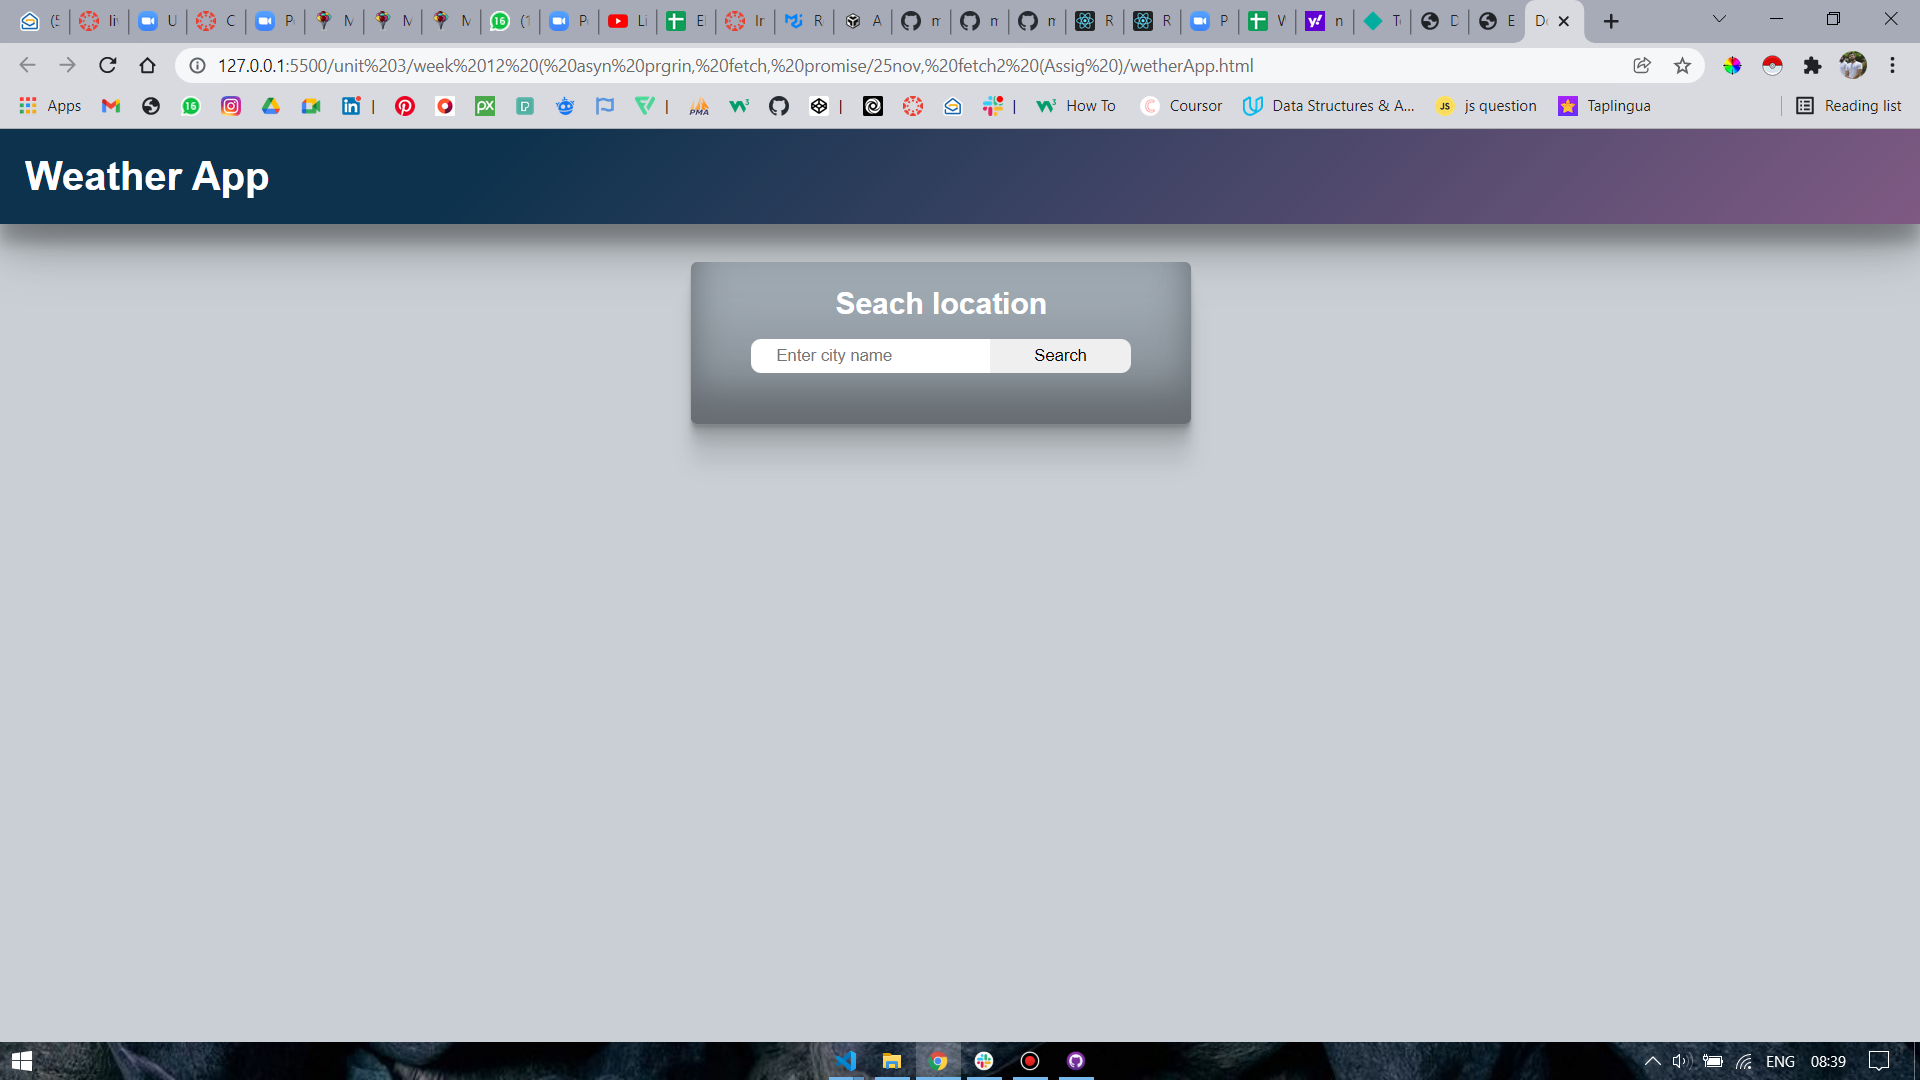 127.0.0.1:5500/unit%203/week%2012%20(%20asyn%20prgrin,%20fetch,%20promise/25nov,%20fetch2%20(Assig%20)/wetherApp.html
Apps
How To
Coursor
Data Structures & A...
js question
Taplingua
Reading list
Weather App
Seach location
Enter city name
Search
ENG
08:39